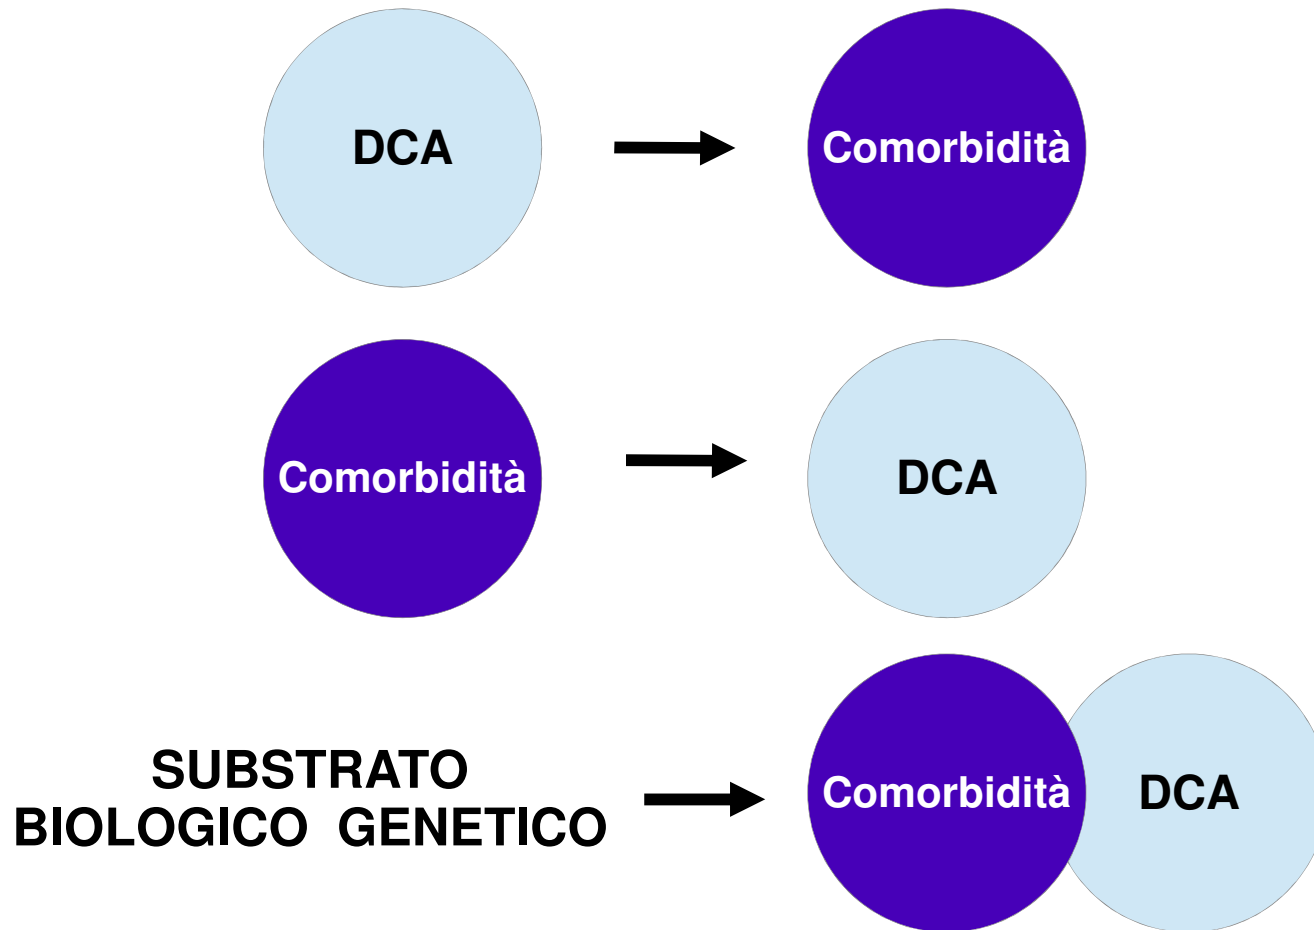 DCA
Comorbidità
Comorbidità
DCA
SUBSTRATO
BIOLOGICO GENETICO
Comorbidità
DCA